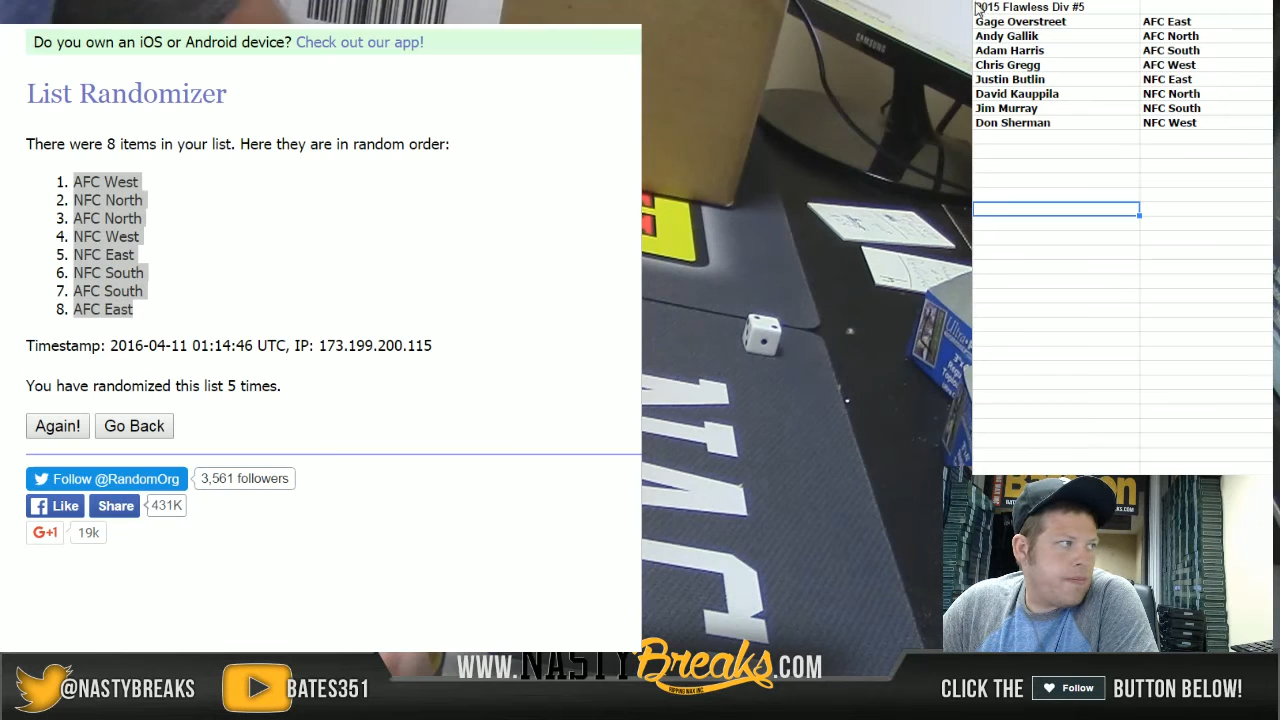 Do you own an iOS or Android device? Check out our app!
List Randomizer
There were 8 items in your list. Here they are in random order:
1. AFC West
2. NFC North
3. AFC North
4. NFC West
5. NFC East
6. NFC South
7. AFC South
8. AFC East
Timestamp: 2016-04-11 01:14:46 UTC, IP: 173.199.200.115
You have randomized this list 5 times.
Again! Go Back
Follow @RandomOrg 3,561 followers
Like Share 431K
G+1 19k
2015 Flawless Div #5
Gage Overstreet AFC East
Andy Gallik AFC North
Adam Harris AFC South
Chris Gregg AFC West
Justin Butlin NFC East
David Kauppila NFC North
Jim Murray NFC South
Don Sherman NFC West
SAMSUNG
@NASTYBREAKS
BATES351
WWW.NASTYBreaks.COM
RIPPING WAX INC.
CLICK THE Follow BUTTON BELOW!